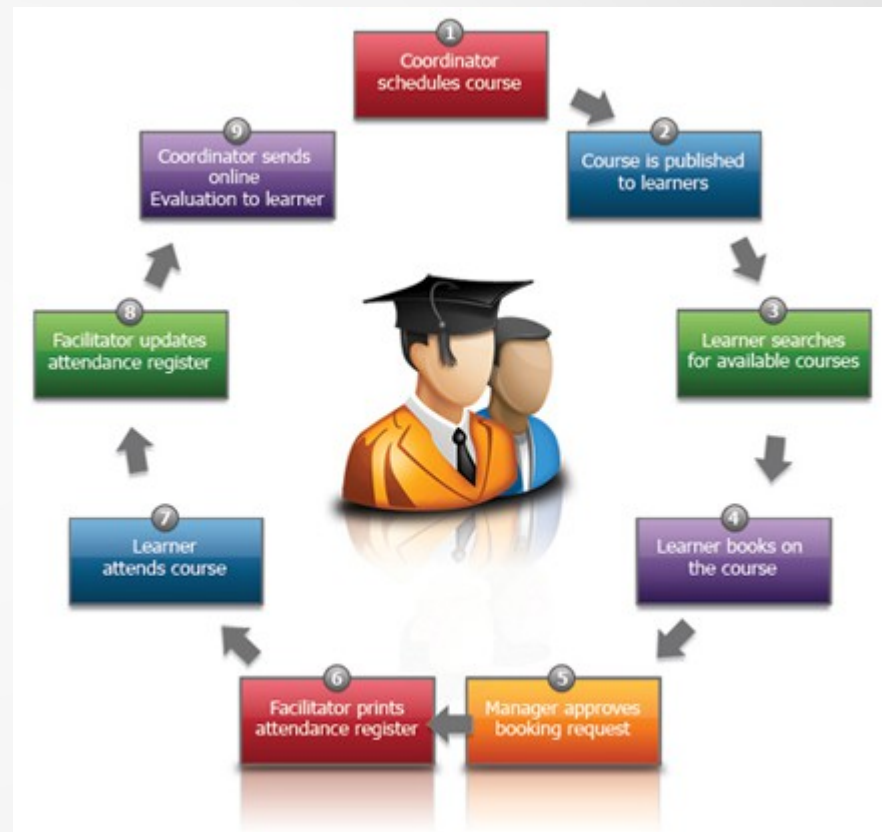 1
Coordinator
schedules course
2
Course is published
to learners
3
Learner searches
for available courses
4
Learner books on
the course
5
Manager approves
booking request
6
Facilitator prints
attendance register
7
Learner
attends course
8
Facilitator updates
attendance register
9
Coordinator sends
online
Evaluation to learner